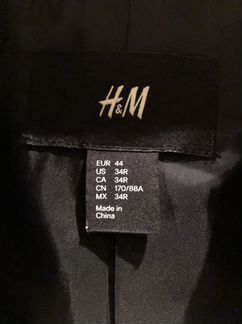 H&M
EUR 44
US 34R
CA 34R
CN 170/88A
MX 34R
Made in
China